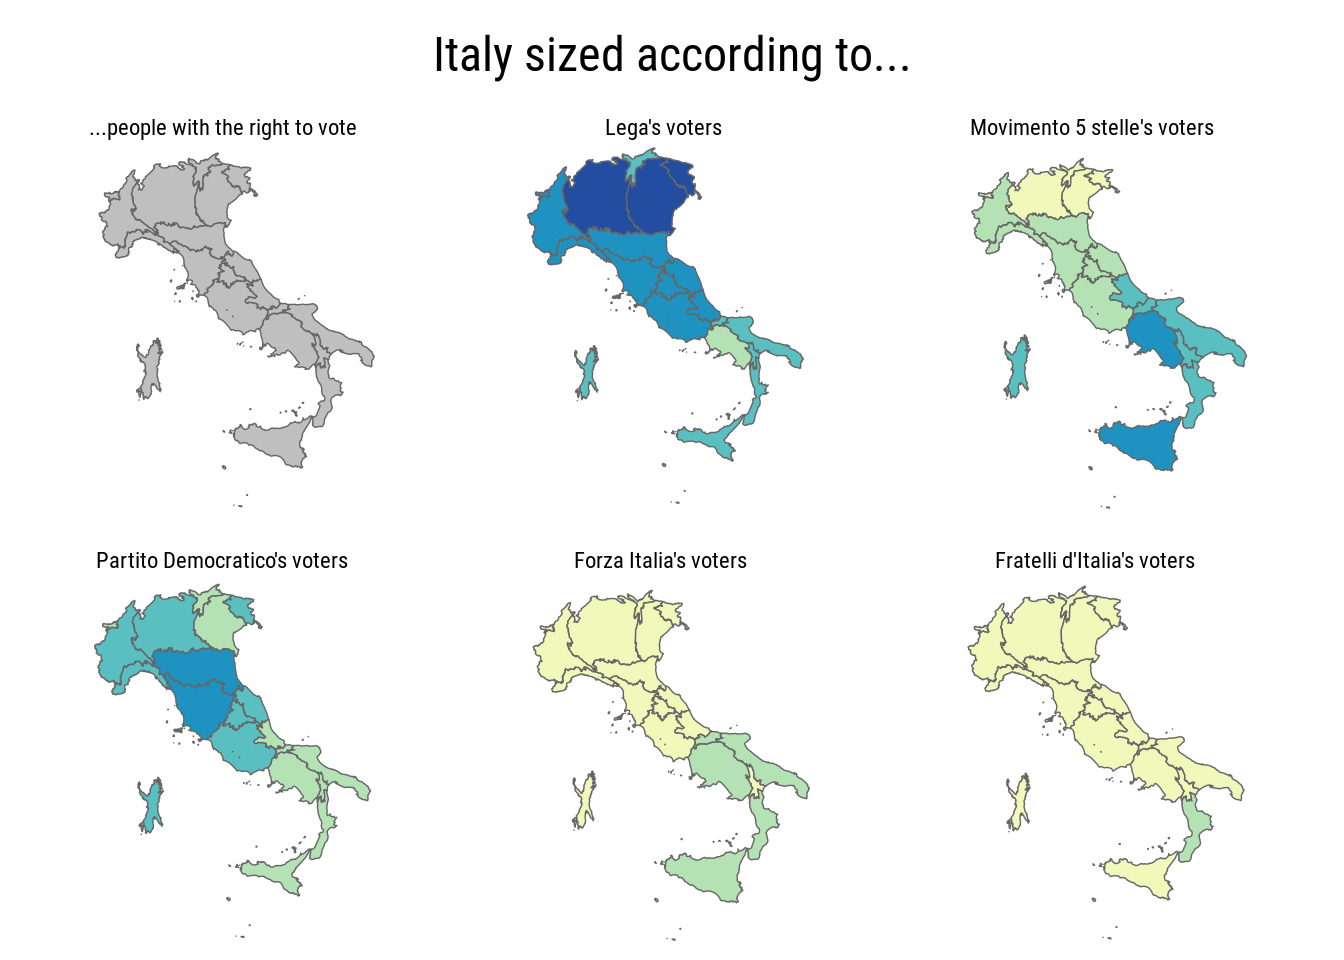 Italy sized according to...
...people with the right to vote
Lega's voters
Movimento 5 stelle's voters
Partito Democratico's voters
Forza Italia's voters
Fratelli d'Italia's voters